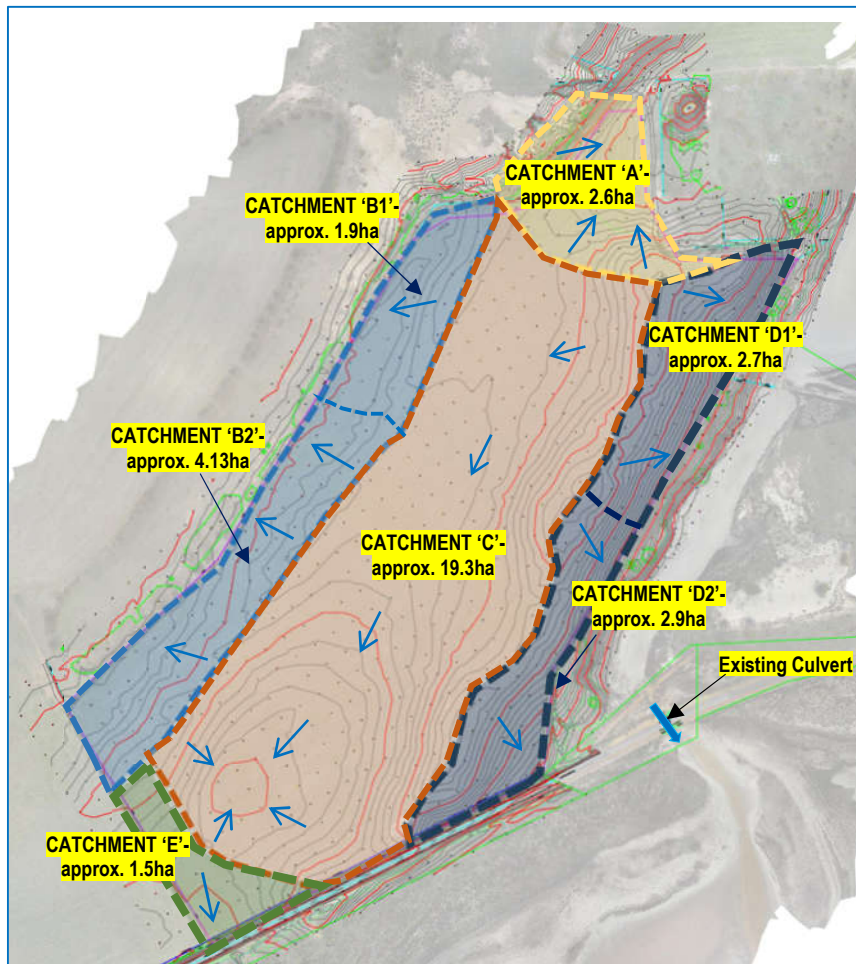 CATCHMENT ‘A’-
approx. 2.6ha
CATCHMENT ‘B1’-
approx. 1.9ha
CATCHMENT ‘D1’-
approx. 2.7ha
CATCHMENT ‘B2’-
approx. 4.13ha
CATCHMENT ‘C’-
approx. 19.3ha
CATCHMENT ‘D2’-
approx. 2.9ha
Existing Culvert
CATCHMENT ‘E’-
approx. 1.5ha